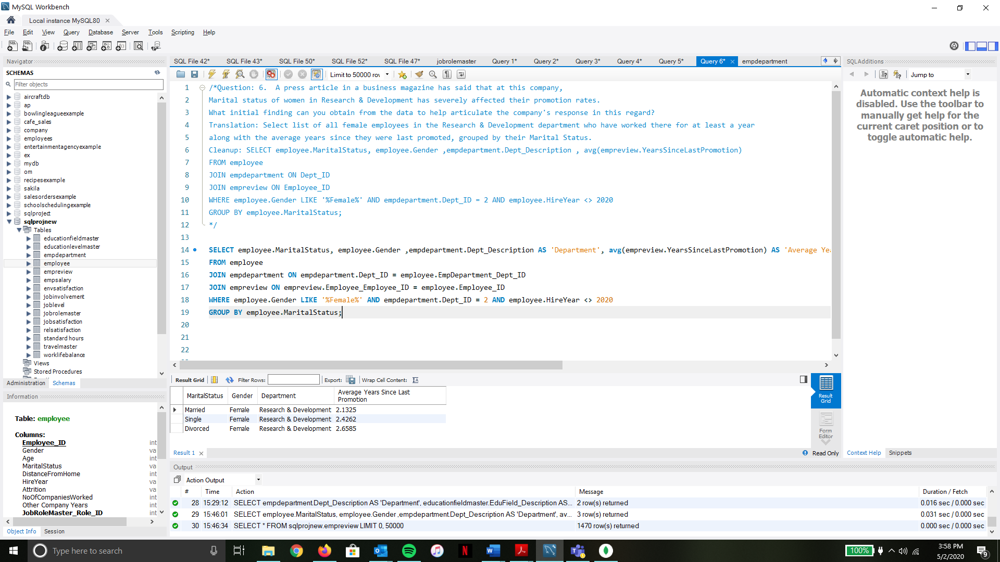 MySQL Workbench
Local instance MySQL80
File Edit View Query Database Server Tools Scripting Help
Navigator
SCHEMAS
Filter objects
aircraftdb
ap
bowlingleagueexample
cafe_sales
company
employees
entertainmentagencyexample
ex
mydb
om
recipesexample
sakila
salesordersexample
schoolschedulingexample
sqlproject
sqlprojnew
Tables
educationfieldmaster
educationlevelmaster
empdepartment
employee
empreview
empsalary
envsatisfaction
jobinvolvement
joblevel
jobrolemaster
jobsatisfaction
relsatisfaction
standard hours
travelmaster
worklifebalance
Views
Stored Procedures
Administration Schemas
Information
Table: employee
Columns:
Employee_ID int
Gender va
Age int
MaritalStatus va
DistanceFromHome int
HireYear va
Attrition va
NoOfCompaniesWorked int
Other Company Years int
JobRoleMaster_Role_ID int
Object Info Session
SQL File 42* SQL File 43* SQL File 50* SQL File 52* SQL File 47* jobrolemaster Query 1* Query 2* Query 3* Query 4* Query 5* Query 6* empdepartment
Limit to 50000 rov
1 /*Question: 6. A press article in a business magazine has said that at this company,
2 Marital status of women in Research & Development has severely affected their promotion rates.
3 What initial finding can you obtain from the data to help articulate the company's response in this regard?
4 Translation: Select list of all female employees in the Research & Development department who have worked there for at least a year
5 along with the average years since they were last promoted, grouped by their Marital Status.
6 Cleanup: SELECT employee.MaritalStatus, employee.Gender ,empdepartment.Dept_Description , avg(empreview.YearsSinceLastPromotion)
7 FROM employee
8 JOIN empdepartment ON Dept_ID
9 JOIN empreview ON Employee_ID
10 WHERE employee.Gender LIKE '%Female%' AND empdepartment.Dept_ID = 2 AND employee.HireYear <> 2020
11 GROUP BY employee.MaritalStatus;
12 */
13
14 SELECT employee.MaritalStatus, employee.Gender ,empdepartment.Dept_Description AS 'Department', avg(empreview.YearsSinceLastPromotion) AS 'Average Yea
15 FROM employee
16 JOIN empdepartment ON empdepartment.Dept_ID = employee.EmpDepartment_Dept_ID
17 JOIN empreview ON empreview.Employee_Employee_ID = employee.Employee_ID
18 WHERE employee.Gender LIKE '%Female%' AND empdepartment.Dept_ID = 2 AND employee.HireYear <> 2020
19 GROUP BY employee.MaritalStatus;
20
21
22
Result Grid Filter Rows: Export: Wrap Cell Content:
MaritalStatus Gender Department Average Years Since Last
Promotion
Married Female Research & Development 2.1325
Single Female Research & Development 2.4262
Divorced Female Research & Development 2.6585
Result
Grid
Form
Editor
Result 1
Read Only
Output
Action Output
# Time Action Message Duration / Fetch
28 15:29:12 SELECT empdepartment.Dept_Description AS 'Department', educationfieldmaster.EduField_Description AS... 2 row(s) returned 0.016 sec / 0.000 sec
29 15:46:01 SELECT employee.MaritalStatus, employee.Gender ,empdepartment.Dept_Description AS 'Department', av... 3 row(s) returned 0.031 sec / 0.000 sec
30 15:46:34 SELECT * FROM sqlprojnew.empreview LIMIT 0, 50000 1470 row(s) returned 0.000 sec / 0.000 sec
SQLAdditions
Jump to
Automatic context help is
disabled. Use the toolbar to
manually get help for the
current caret position or to
toggle automatic help.
Context Help Snippets
Type here to search
100%
3:58 PM
5/2/2020
9